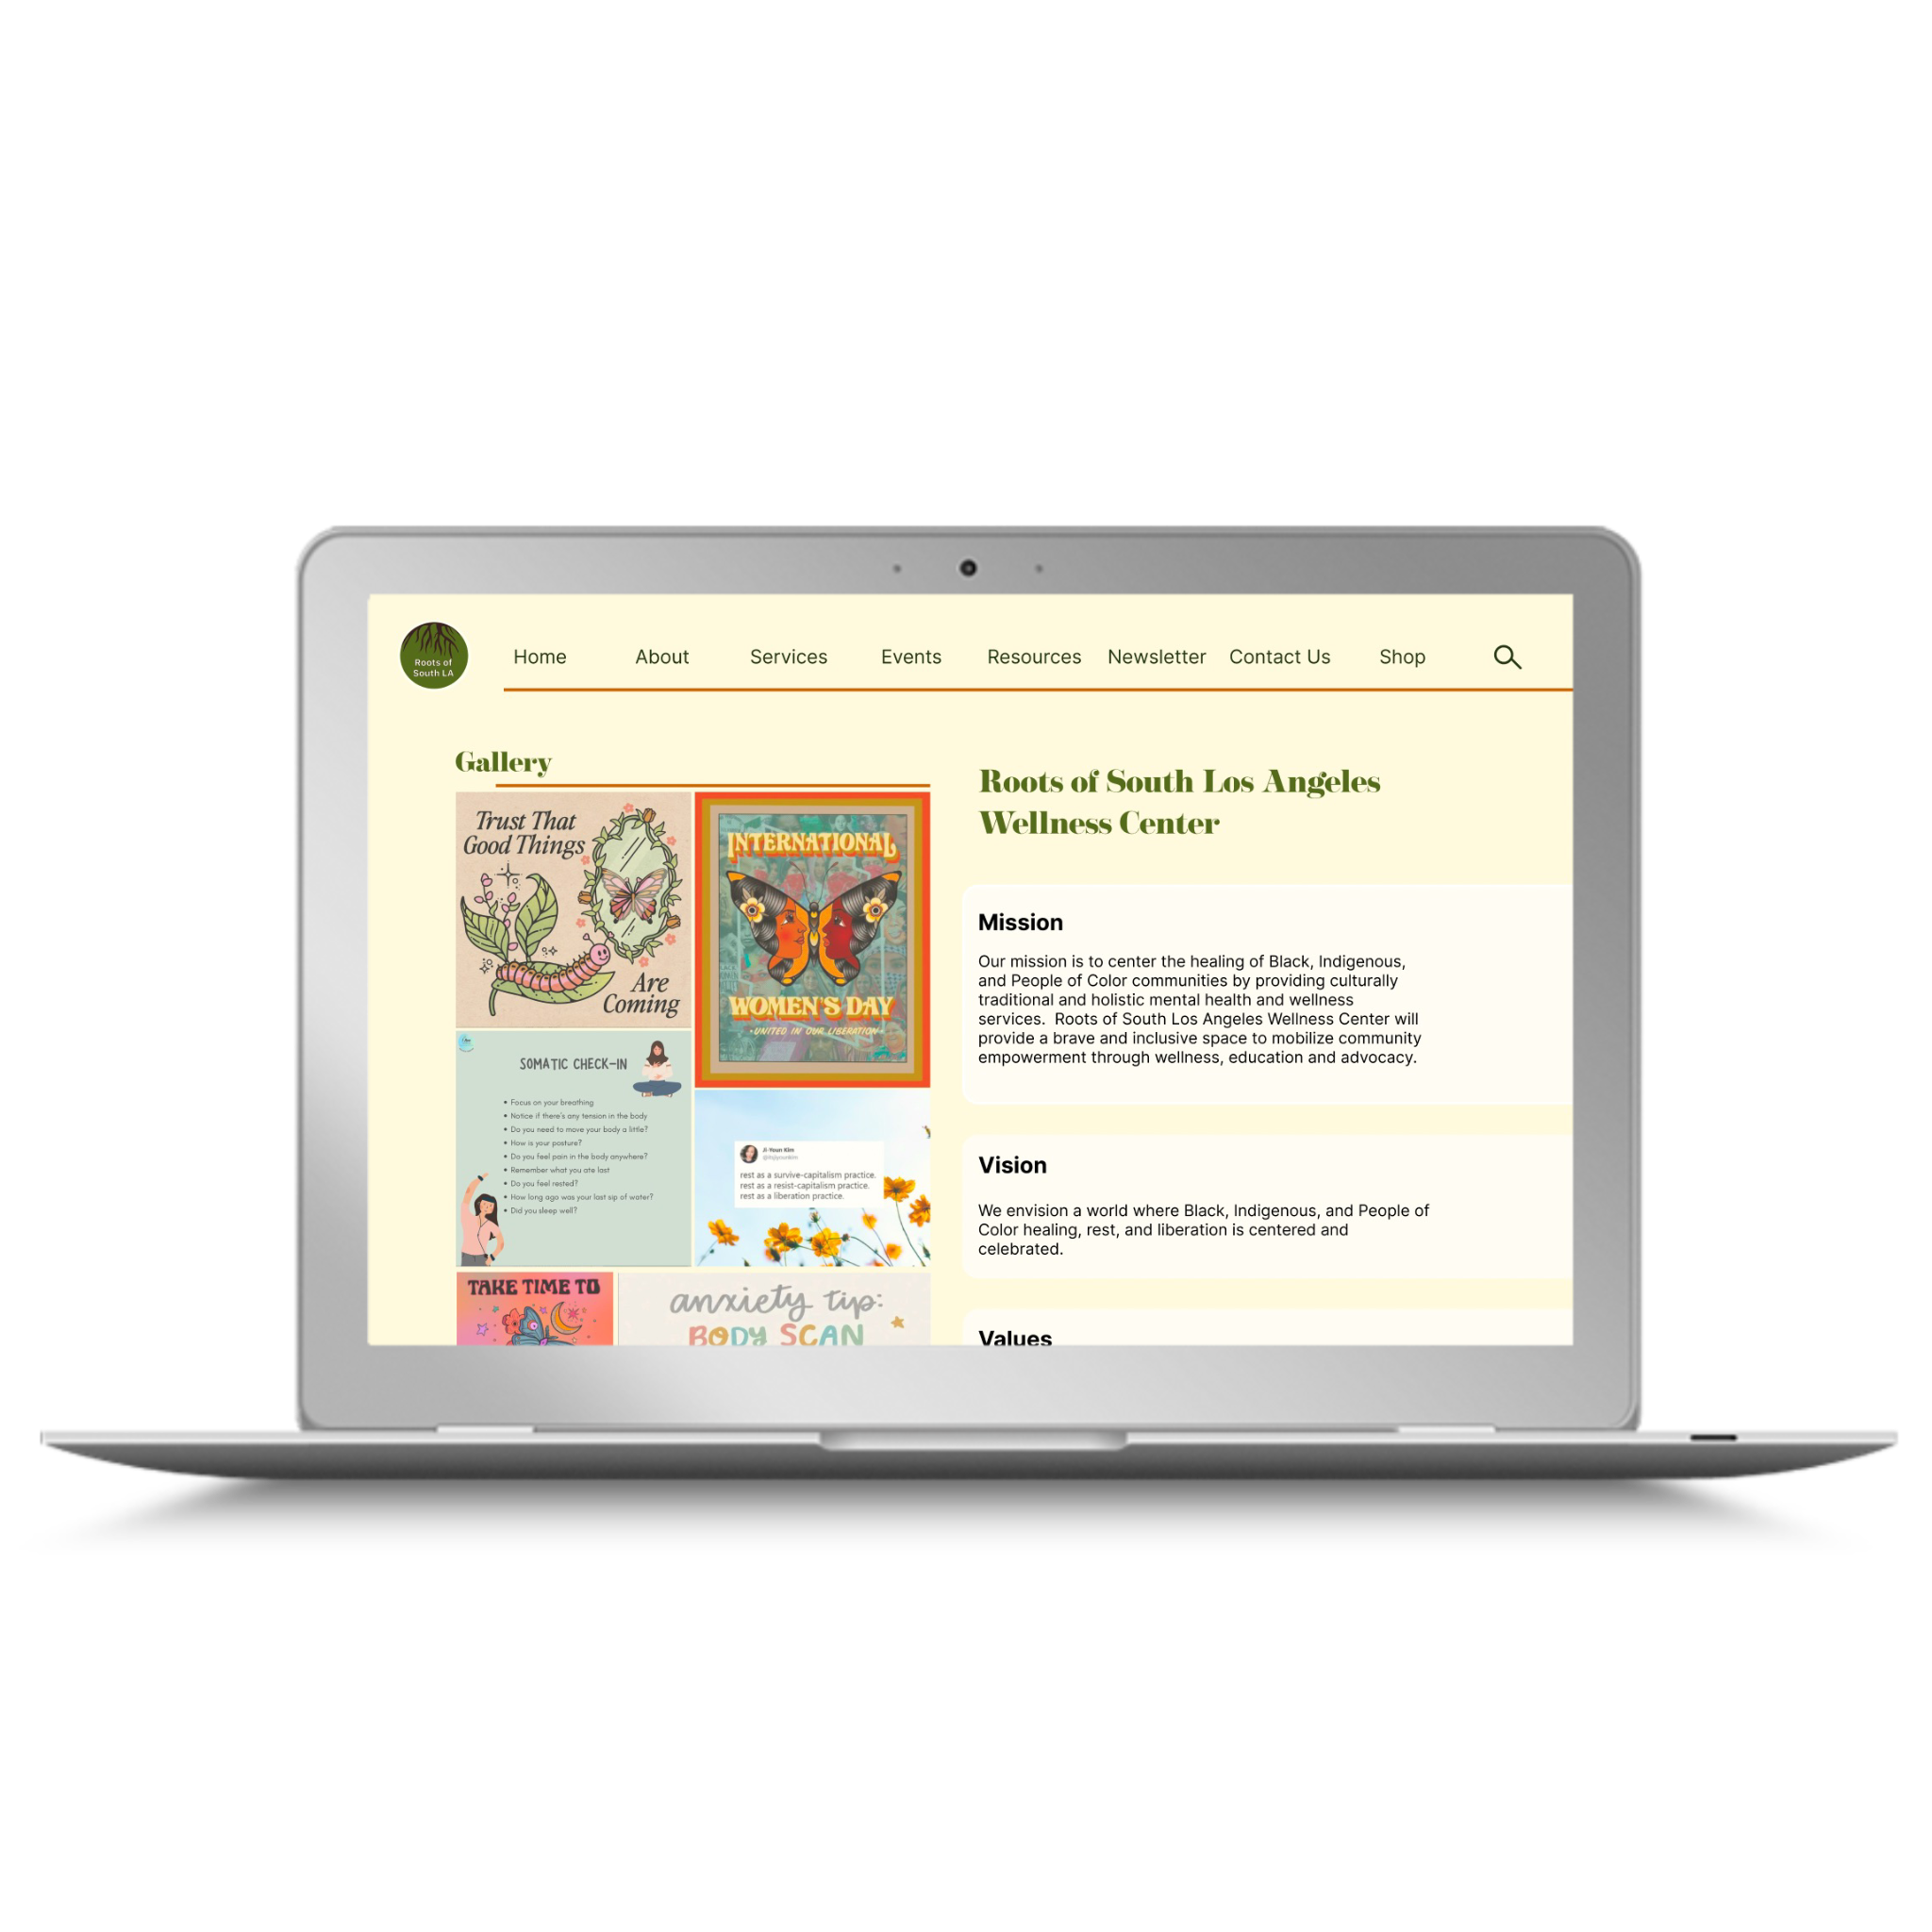 Roots of
South LA
Home About Services Events Resources Newsletter Contact Us Shop
Gallery
Trust That
Good Things
Are
Coming
INTERNATIONAL
WOMEN'S DAY
•UNITED IN OUR LIBERATION•
SOMATIC CHECK-IN
• Focus on your breathing
• Notice if there's any tension in the body
• Do you need to move your body a little?
• How is your posture?
• Do you feel pain in the body anywhere?
• Remember what you ate last
• Do you feel rested?
• How long ago was your last sip of water?
• Did you sleep well?
Ji-Youn Kim
rest as a survive-capitalism practice.
rest as a resist-capitalism practice.
rest as a liberation practice.
TAKE TIME TO
anxiety tip:
BODY SCAN
Roots of South Los Angeles
Wellness Center
Mission
Our mission is to center the healing of Black, Indigenous,
and People of Color communities by providing culturally
traditional and holistic mental health and wellness
services.  Roots of South Los Angeles Wellness Center will
provide a brave and inclusive space to mobilize community
empowerment through wellness, education and advocacy.
Vision
We envision a world where Black, Indigenous, and People of
Color healing, rest, and liberation is centered and
celebrated.
Values